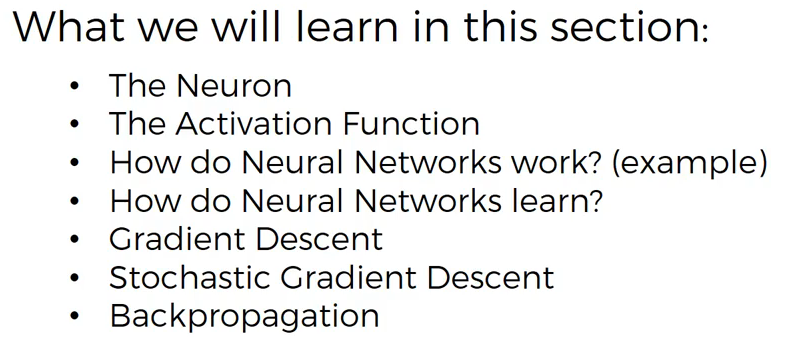 What we will learn in this section:
• The Neuron
• The Activation Function
• How do Neural Networks work? (example)
• How do Neural Networks learn?
• Gradient Descent
• Stochastic Gradient Descent
• Backpropagation